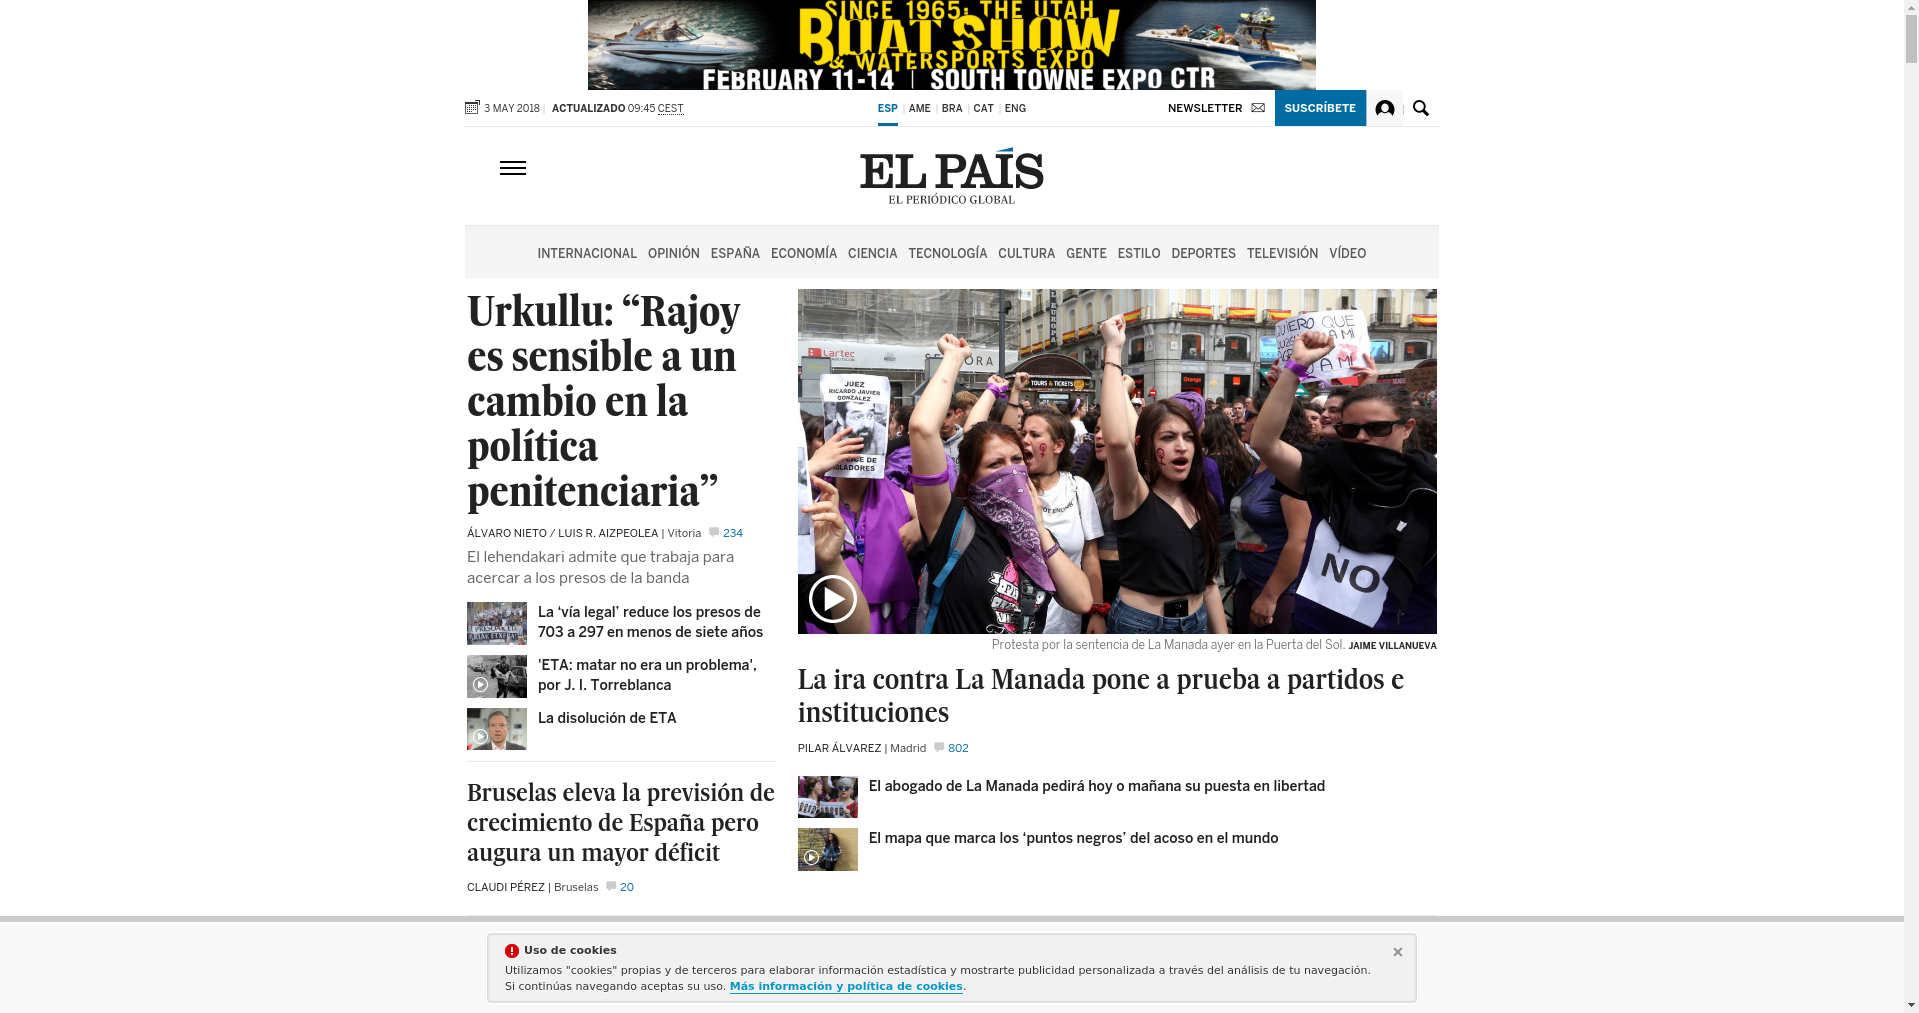 SINCE 1965: THE UTAH
BOAT SHOW
& WATERSPORTS EXPO
FEBRUARY 11-14 | SOUTH TOWNE EXPO CTR
3 MAY 2018 | ACTUALIZADO 09:45 CEST
ESP | AME | BRA | CAT | ENG
NEWSLETTER
SUSCRÍBETE
EL PAÍS
EL PERIÓDICO GLOBAL
INTERNACIONAL OPINIÓN ESPAÑA ECONOMÍA CIENCIA TECNOLOGÍA CULTURA GENTE ESTILO DEPORTES TELEVISIÓN VÍDEO
Urkullu: “Rajoy
es sensible a un
cambio en la
política
penitenciaria”
ÁLVARO NIETO / LUIS R. AIZPEOLEA | Vitoria 234
El lehendakari admite que trabaja para
acercar a los presos de la banda
La ‘vía legal’ reduce los presos de
703 a 297 en menos de siete años
'ETA: matar no era un problema',
por J. I. Torreblanca
La disolución de ETA
Bruselas eleva la previsión de
crecimiento de España pero
augura un mayor déficit
CLAUDI PÉREZ | Bruselas 20
Lartec
TOURS & TICKETS
Orange
QUIERO QUE
A MÍ
A MÍ
JUEZ
RICARDO JAVIER
GONZALEZ
NO
Protesta por la sentencia de La Manada ayer en la Puerta del Sol. JAIME VILLANUEVA
La ira contra La Manada pone a prueba a partidos e
instituciones
PILAR ÁLVAREZ | Madrid 802
El abogado de La Manada pedirá hoy o mañana su puesta en libertad
El mapa que marca los ‘puntos negros’ del acoso en el mundo
Uso de cookies
Utilizamos "cookies" propias y de terceros para elaborar información estadística y mostrarte publicidad personalizada a través del análisis de tu navegación.
Si continúas navegando aceptas su uso. Más información y política de cookies.